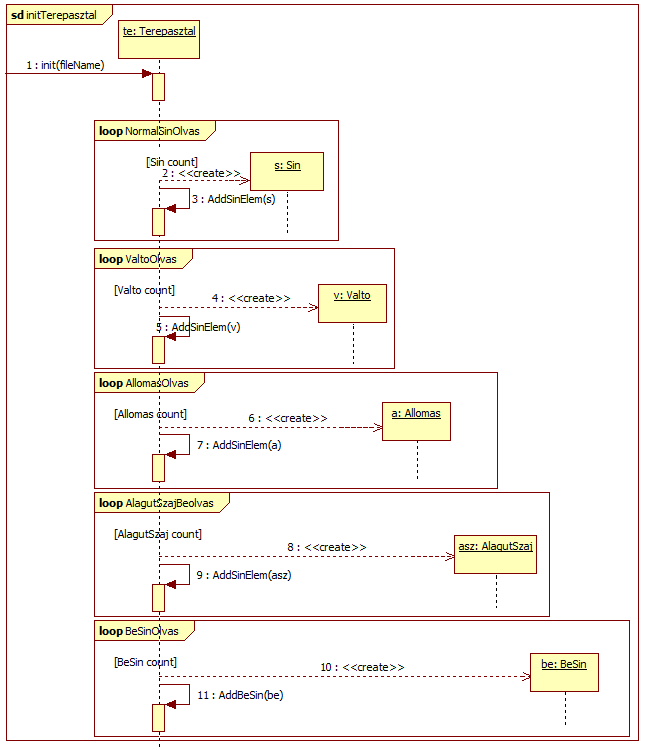 sd initTerepasztal
te: Terepasztal
1 : init(fileName)
loop NormalSinOlvas
[Sin count]
2 : <<create>>
s: Sin
3 : AddSinElem(s)
loop ValtoOlvas
[Valto count]
4 : <<create>>
v: Valto
5 : AddSinElem(v)
loop AllomasOlvas
[Allomas count]
6 : <<create>>
a: Allomas
7 : AddSinElem(a)
loop AlagutSzajBeolvas
[AlagutSzaj count]
8 : <<create>>
asz: AlagutSzaj
9 : AddSinElem(asz)
loop BeSinOlvas
[BeSin count]
10 : <<create>>
be: BeSin
11 : AddBeSin(be)